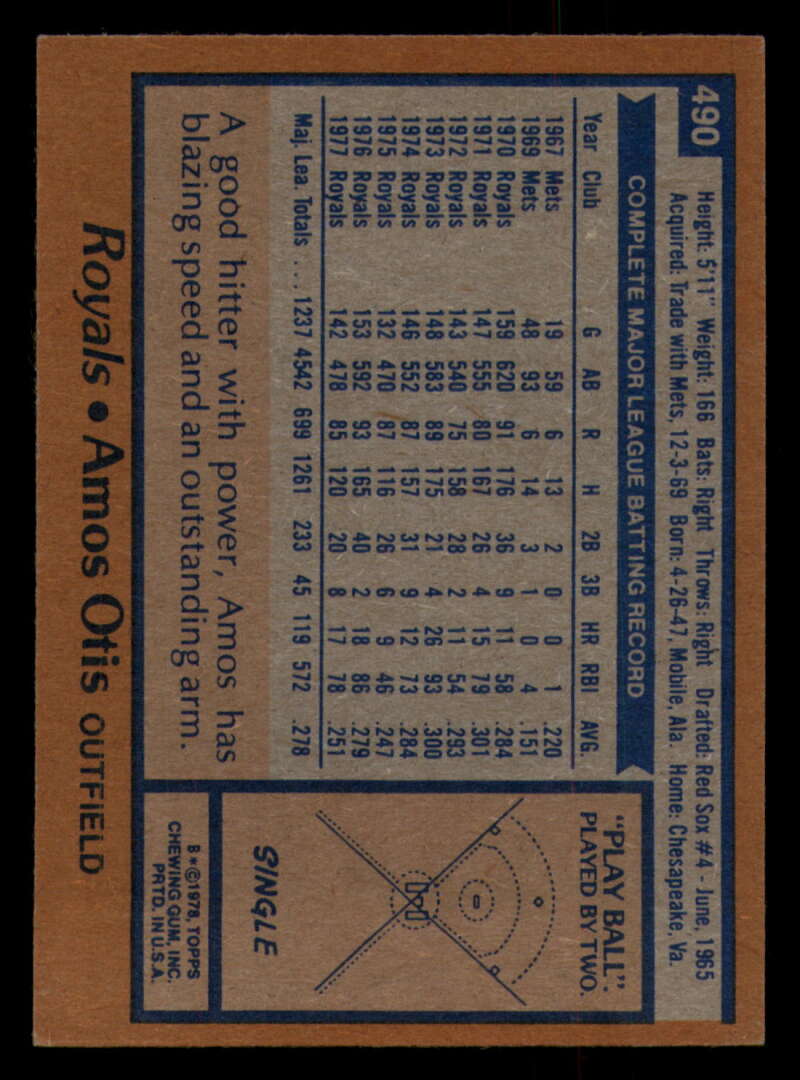 490
Height: 5'11" Weight: 166 Bats: Right Throws: Right Drafted: Red Sox #4 - June, 1965
Acquired: Trade with Mets, 12-3-69 Born: 4-26-47, Mobile, Ala. Home: Chesapeake, Va.
COMPLETE MAJOR LEAGUE BATTING RECORD
Year Club G AB R H 2B 3B HR RBI AVG.
1967 Mets 19 59 6 13 2 0 0 1 .220
1969 Mets 48 93 6 14 3 1 0 4 .151
1970 Royals 159 620 91 176 36 9 11 58 .284
1971 Royals 147 555 80 167 26 4 15 79 .301
1972 Royals 143 540 75 158 28 2 11 54 .293
1973 Royals 148 583 89 175 21 4 26 93 .300
1974 Royals 146 552 87 157 31 9 12 73 .284
1975 Royals 132 470 87 116 26 6 9 46 .247
1976 Royals 153 592 93 165 40 2 18 86 .279
1977 Royals 142 478 85 120 20 8 17 78 .251
Maj. Lea. Totals ... 1237 4542 699 1261 233 45 119 572 .278
A good hitter with power, Amos has
blazing speed and an outstanding arm.
"PLAY BALL":
PLAYED BY TWO.
SINGLE
B*©1978, TOPPS
CHEWING GUM, INC.
PRTD. IN U.S.A.
Royals • Amos Otis OUTFIELD